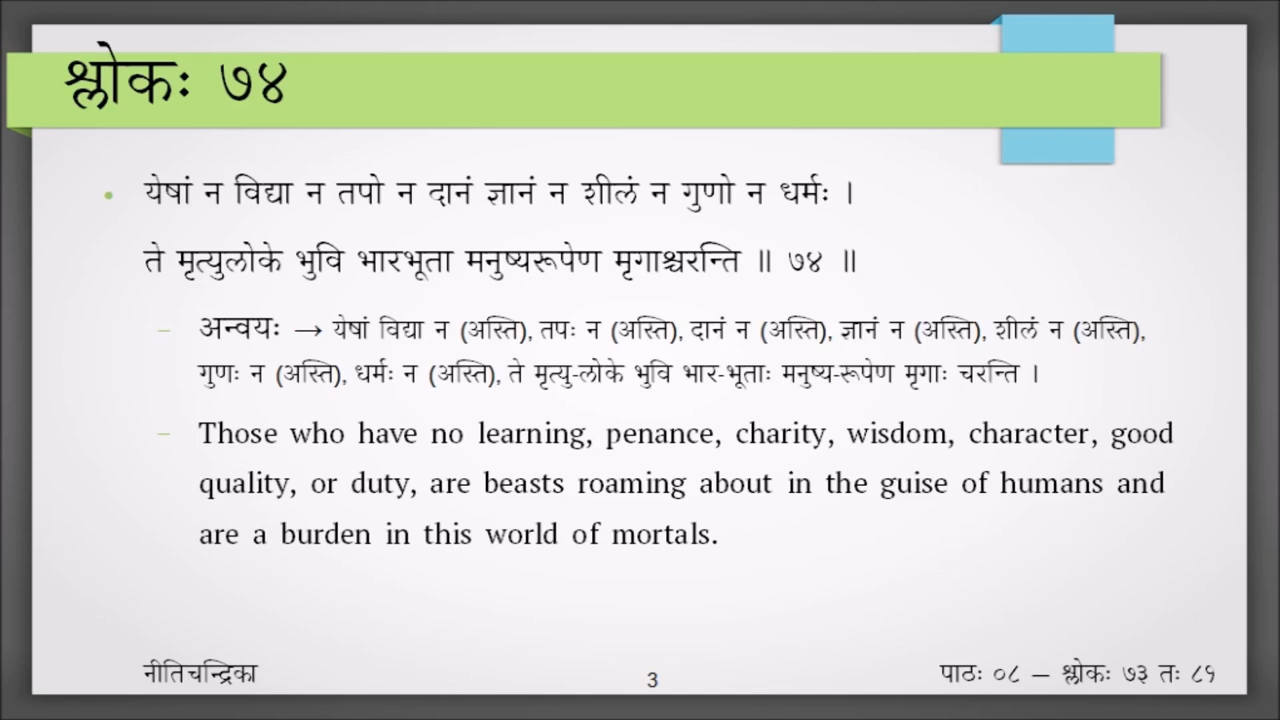 श्लोकः ७४
येषां न विद्या न तपो न दानं ज्ञानं न शीलं न गुणो न धर्मः ।
ते मृत्युलोके भुवि भारभूता मनुष्यरूपेण मृगाश्चरन्ति ॥ ७४ ॥
अन्वयः → येषां विद्या न (अस्ति), तपः न (अस्ति), दानं न (अस्ति), ज्ञानं न (अस्ति), शीलं न (अस्ति),
गुणः न (अस्ति), धर्मः न (अस्ति), ते मृत्यु-लोके भुवि भार-भूताः मनुष्य-रूपेण मृगाः चरन्ति ।
Those who have no learning, penance, charity, wisdom, character, good
quality, or duty, are beasts roaming about in the guise of humans and
are a burden in this world of mortals.
नीतिचन्द्रिका
3
पाठः ०८ – श्लोकः ७३ तः ८१